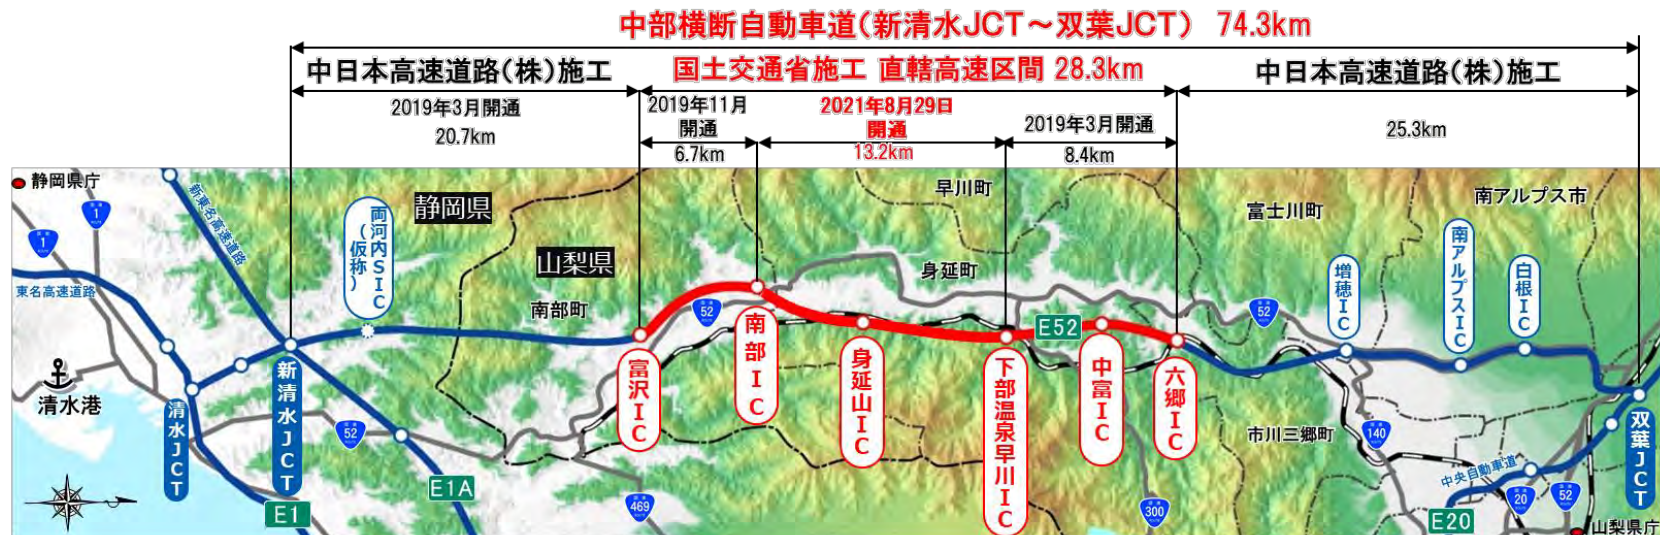 中部横断自動車道(新清水JCT~双葉JCT) 74.3km
中日本高速道路(株)施工
国土交通省施工 直轄高速区間 28.3km
中日本高速道路(株)施工
2019年3月開通
20.7km
2019年11月
開通
6.7km
2021年8月29日
開通
13.2km
2019年3月開通
8.4km
25.3km
静岡県庁
1
1
新東名高速道路
東名高速道路
両河内SIC
(仮称)
静岡県
山梨県
南部町
早川町
身延町
富士川町
南アルプス市
市川三郷町
清水港
清水JCT
新清水JCT
富沢IC
南部IC
身延山IC
下部温泉早川IC
中富IC
六郷IC
増穂IC
南アルプスIC
白根IC
双葉JCT
E52
52
52
52
E1
E1A
469
300
140
中央自動車道
20
52
E20
山梨県庁